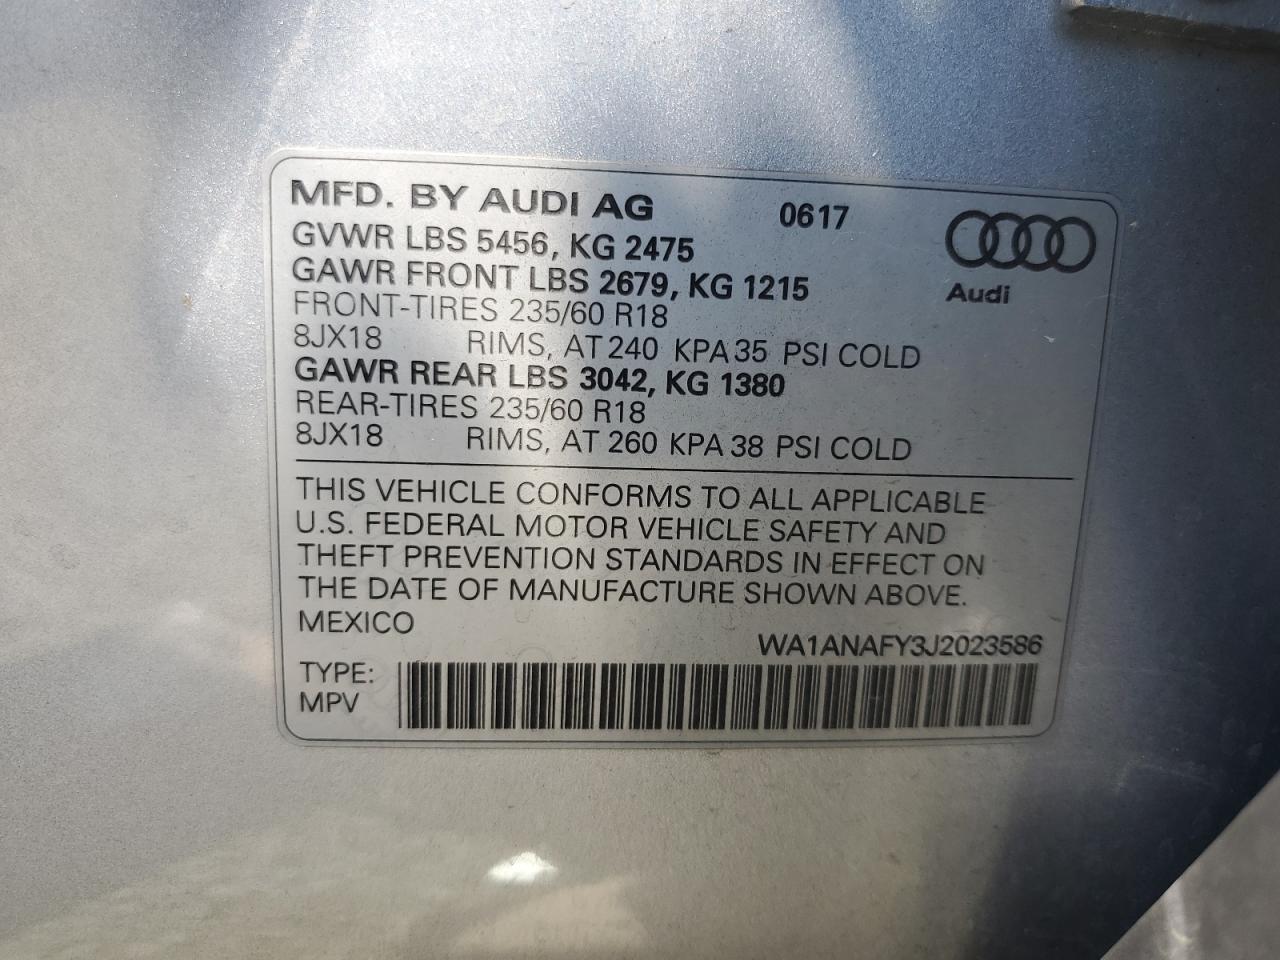 MFD. BY AUDI AG 0617
GVWR LBS 5456, KG 2475
GAWR FRONT LBS 2679, KG 1215
Audi
FRONT-TIRES 235/60 R18
8JX18 RIMS, AT 240 KPA 35 PSI COLD
GAWR REAR LBS 3042, KG 1380
REAR-TIRES 235/60 R18
8JX18 RIMS, AT 260 KPA 38 PSI COLD
THIS VEHICLE CONFORMS TO ALL APPLICABLE
U.S. FEDERAL MOTOR VEHICLE SAFETY AND
THEFT PREVENTION STANDARDS IN EFFECT ON
THE DATE OF MANUFACTURE SHOWN ABOVE.
MEXICO
WA1ANAFY3J2023586
TYPE:
MPV